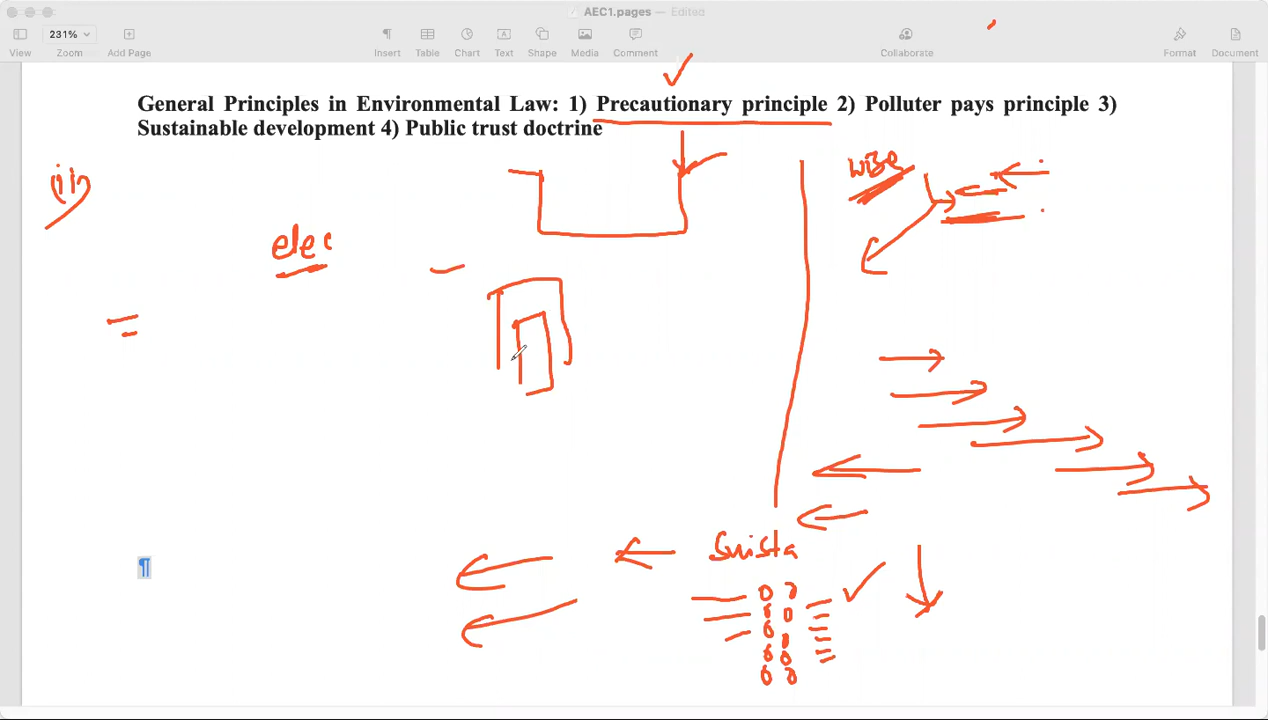 AEC1.pages — Edited
231%
View Zoom Add Page Insert Table Chart Text Shape Media Comment Collaborate Format Document
General Principles in Environmental Law: 1) Precautionary principle 2) Polluter pays principle 3)
Sustainable development 4) Public trust doctrine
elec
¶